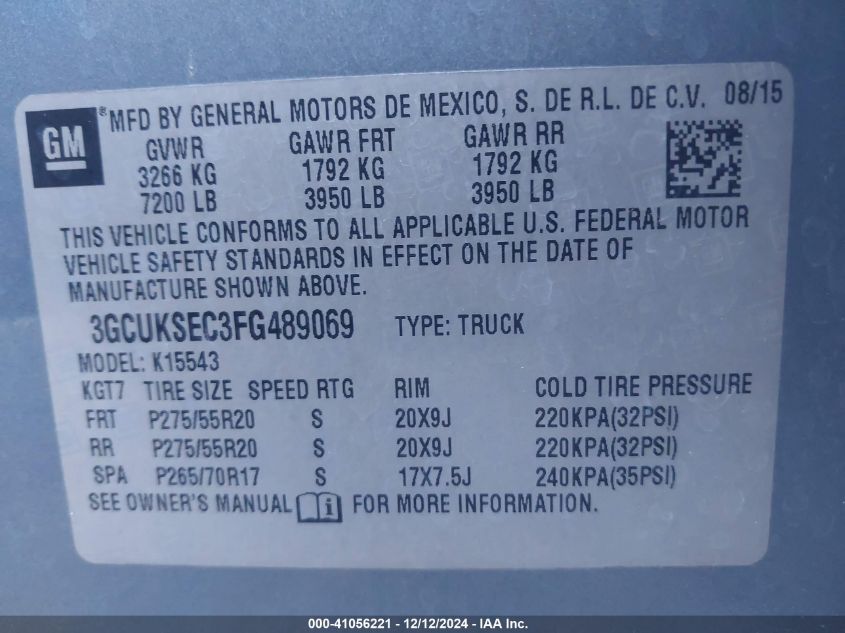 GM ®MFD BY GENERAL MOTORS DE MEXICO, S. DE R.L. DE C.V. 08/15
GVWR GAWR FRT GAWR RR
3266 KG 1792 KG 1792 KG
7200 LB 3950 LB 3950 LB
THIS VEHICLE CONFORMS TO ALL APPLICABLE U.S. FEDERAL MOTOR
VEHICLE SAFETY STANDARDS IN EFFECT ON THE DATE OF
MANUFACTURE SHOWN ABOVE.
3GCUKSEC3FG489069 TYPE: TRUCK
MODEL: K15543
KGT7 TIRE SIZE SPEED RTG RIM COLD TIRE PRESSURE
FRT P275/55R20 S 20X9J 220KPA(32PSI)
RR P275/55R20 S 20X9J 220KPA(32PSI)
SPA P265/70R17 S 17X7.5J 240KPA(35PSI)
SEE OWNER'S MANUAL i FOR MORE INFORMATION.
000-41056221 - 12/12/2024 - IAA Inc.